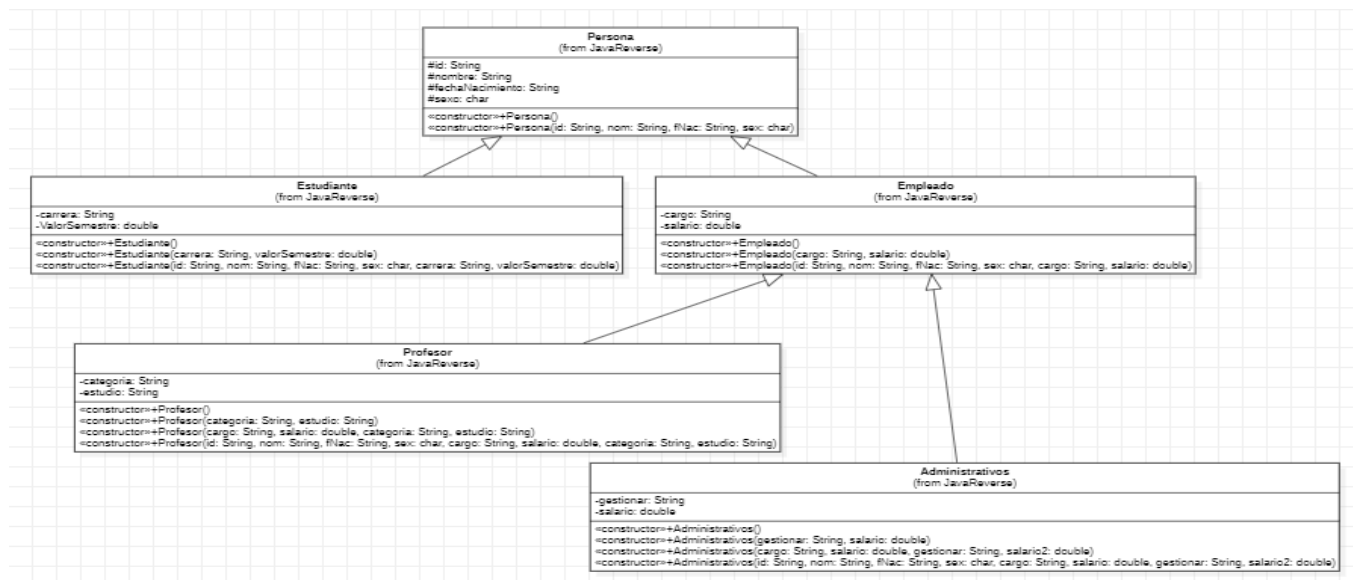 Persona
(from JavaReverse)
#id: String
#nombre: String
#fechaNacimiento: String
#sexo: char
«constructor»+Persona()
«constructor»+Persona(id: String, nom: String, fNac: String, sex: char)
Estudiante
(from JavaReverse)
-carrera: String
-ValorSemestre: double
«constructor»+Estudiante()
«constructor»+Estudiante(carrera: String, valorSemestre: double)
«constructor»+Estudiante(id: String, nom: String, fNac: String, sex: char, carrera: String, valorSemestre: double)
Empleado
(from JavaReverse)
-cargo: String
-salario: double
«constructor»+Empleado()
«constructor»+Empleado(cargo: String, salario: double)
«constructor»+Empleado(id: String, nom: String, fNac: String, sex: char, cargo: String, salario: double)
Profesor
(from JavaReverse)
-categoria: String
-estudio: String
«constructor»+Profesor()
«constructor»+Profesor(categoria: String, estudio: String)
«constructor»+Profesor(cargo: String, salario: double, categoria: String, estudio: String)
«constructor»+Profesor(id: String, nom: String, fNac: String, sex: char, cargo: String, salario: double, categoria: String, estudio: String)
Administrativos
(from JavaReverse)
-gestionar: String
-salario: double
«constructor»+Administrativos()
«constructor»+Administrativos(gestionar: String, salario: double)
«constructor»+Administrativos(cargo: String, salario: double, gestionar: String, salario2: double)
«constructor»+Administrativos(id: String, nom: String, fNac: String, sex: char, cargo: String, salario: double, gestionar: String, salario2: double)